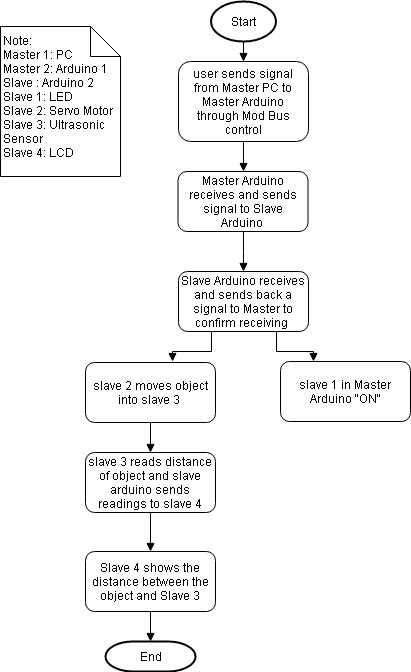 Start
Note:
Master 1: PC
Master 2: Arduino 1
Slave : Arduino 2
Slave 1: LED
Slave 2: Servo Motor
Slave 3: Ultrasonic
Sensor
Slave 4: LCD
user sends signal
from Master PC to
Master Arduino
through Mod Bus
control
Master Arduino
receives and sends
signal to Slave
Arduino
Slave Arduino receives
and sends back a
signal to Master to
confirm receiving
slave 2 moves object
into slave 3
slave 1 in Master
Arduino "ON"
slave 3 reads distance
of object and slave
arduino sends
readings to slave 4
Slave 4 shows the
distance between the
object and Slave 3
End